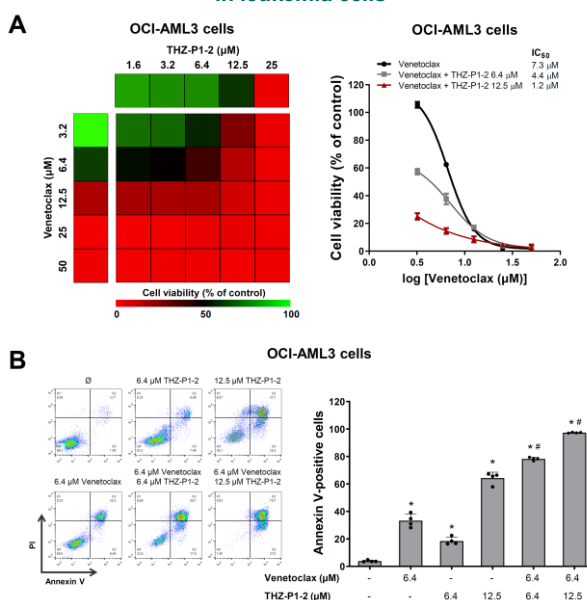 in leukemia cells
A
OCI-AML3 cells
THZ-P1-2 (µM)
1.6 3.2 6.4 12.5 25
Venetoclax (µM)
3.2
6.4
12.5
25
50
Cell viability (% of control)
0 50 100
OCI-AML3 cells
IC50
Venetoclax 7.3 µM
Venetoclax + THZ-P1-2 6.4 µM 4.4 µM
Venetoclax + THZ-P1-2 12.5 µM 1.2 µM
Cell viability (% of control)
120
100
80
60
40
20
0
0.0 0.5 1.0 1.5 2.0
log [Venetoclax (µM)]
B
OCI-AML3 cells
Ø 6.4 µM THZ-P1-2 12.5 µM THZ-P1-2
6.4 µM Venetoclax
6.4 µM Venetoclax 6.4 µM THZ-P1-2
6.4 µM Venetoclax 12.5 µM THZ-P1-2
PI
Annexin V
Annexin V-positive cells
120
100
80
60
40
20
0
* * * * # * #
Venetoclax (µM) - 6.4 - - 6.4 6.4
THZ-P1-2 (µM) - - 6.4 12.5 6.4 12.5